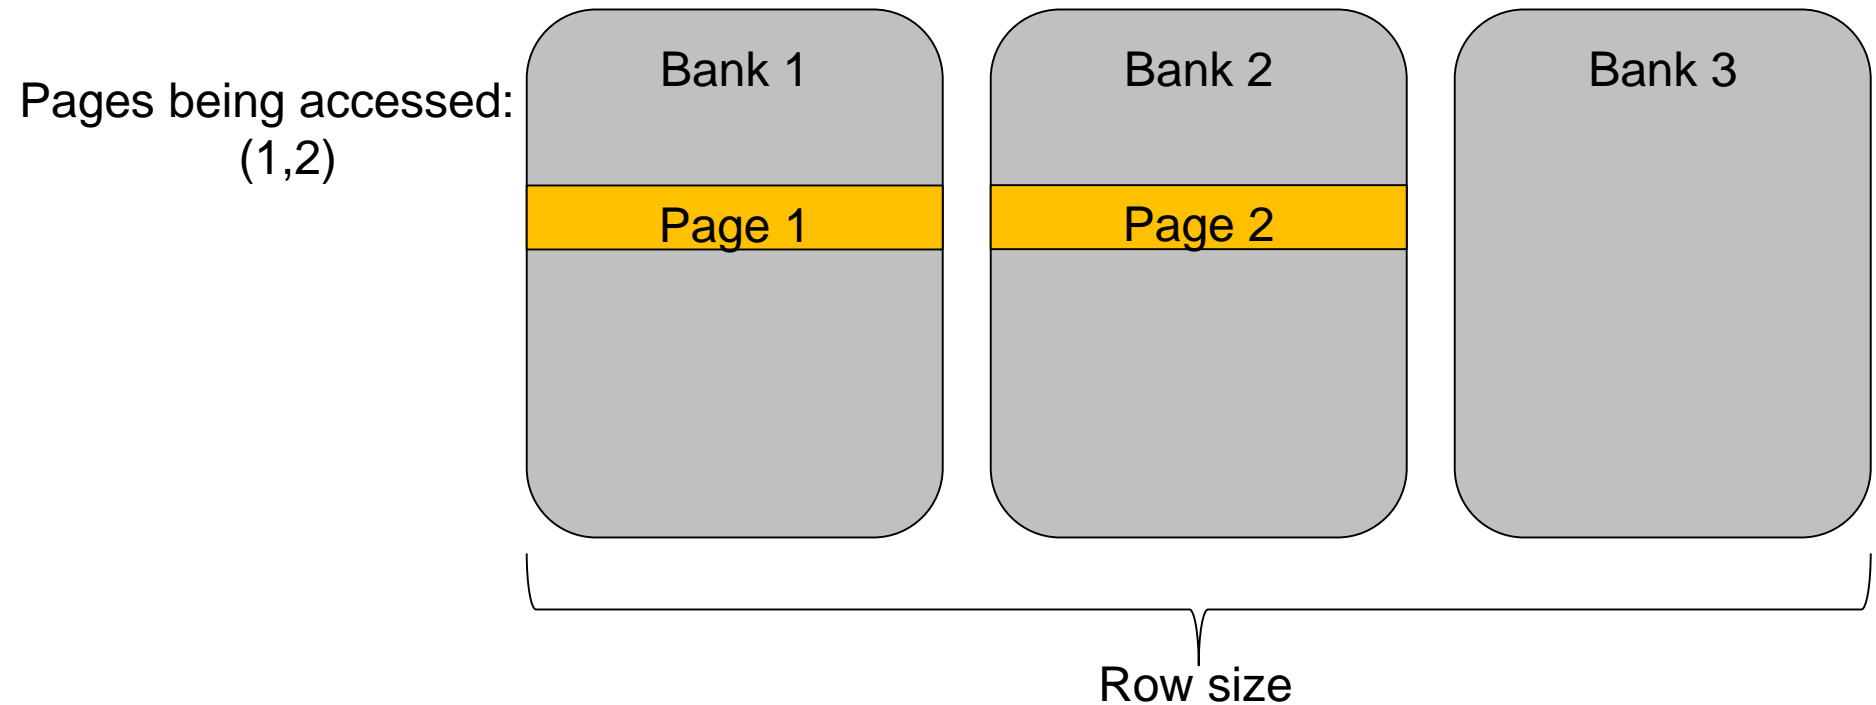 Pages being accessed:
(1,2)
Bank 1
Bank 2
Bank 3
Page 1
Page 2
Row size